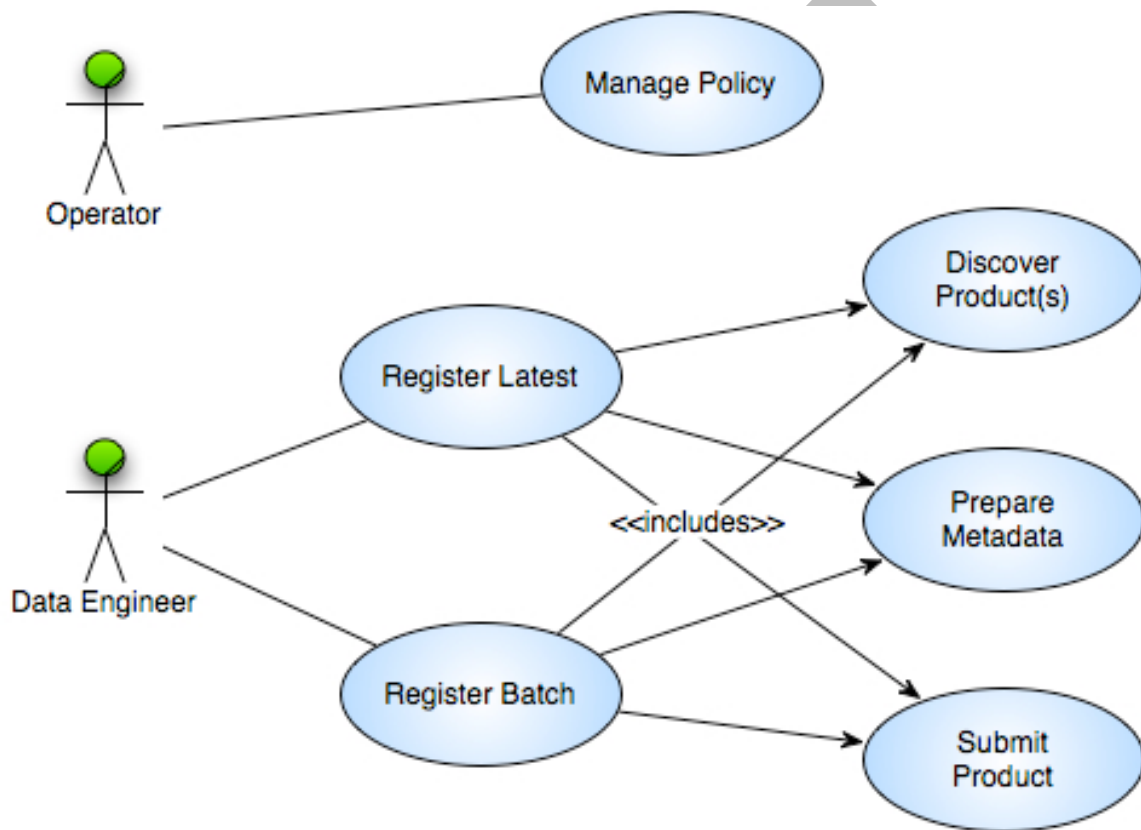 Manage Policy
Operator
Discover
Product(s)
Register Latest
<<includes>>
Prepare
Metadata
Data Engineer
Register Batch
Submit
Product